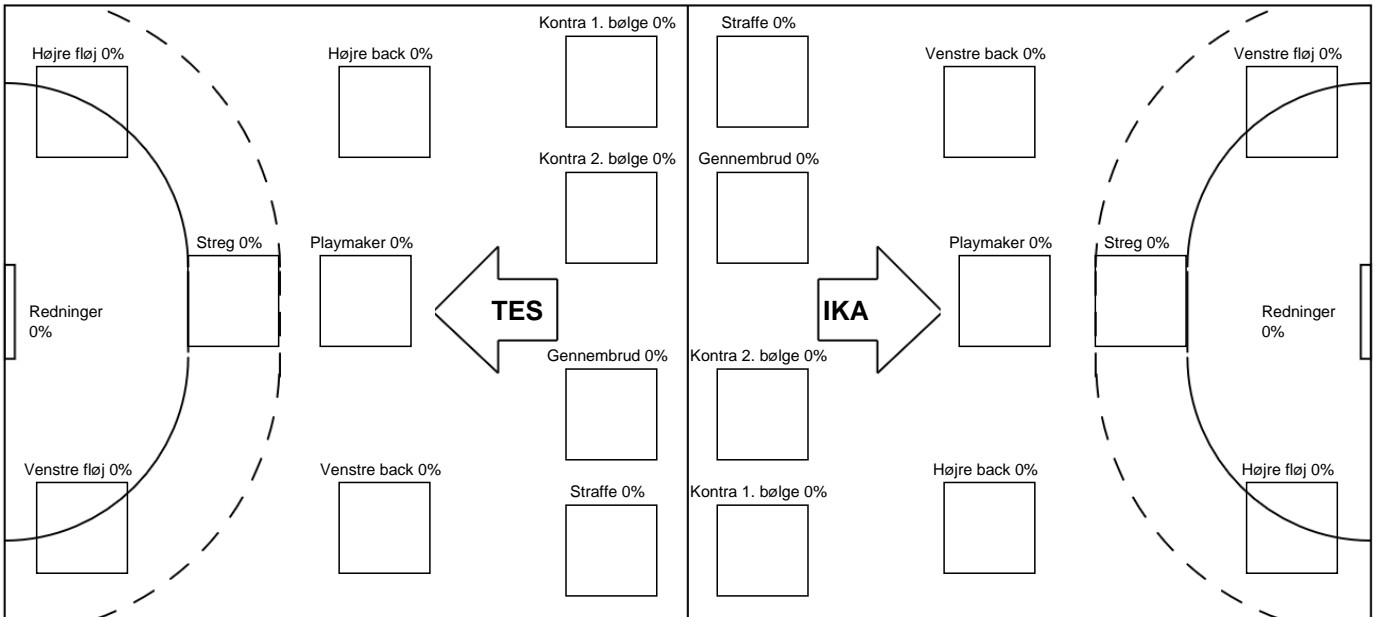 Kontra 1. bølge 0%
Straffe 0%
Højre fløj 0%
Højre back 0%
Venstre back 0%
Venstre fløj 0%
Kontra 2. bølge 0%
Gennembrud 0%
Streg 0%
Playmaker 0%
Playmaker 0%
Streg 0%
Redninger
0%
TES
IKA
Redninger
0%
Gennembrud 0%
Kontra 2. bølge 0%
Venstre fløj 0%
Venstre back 0%
Højre back 0%
Højre fløj 0%
Straffe 0%
Kontra 1. bølge 0%